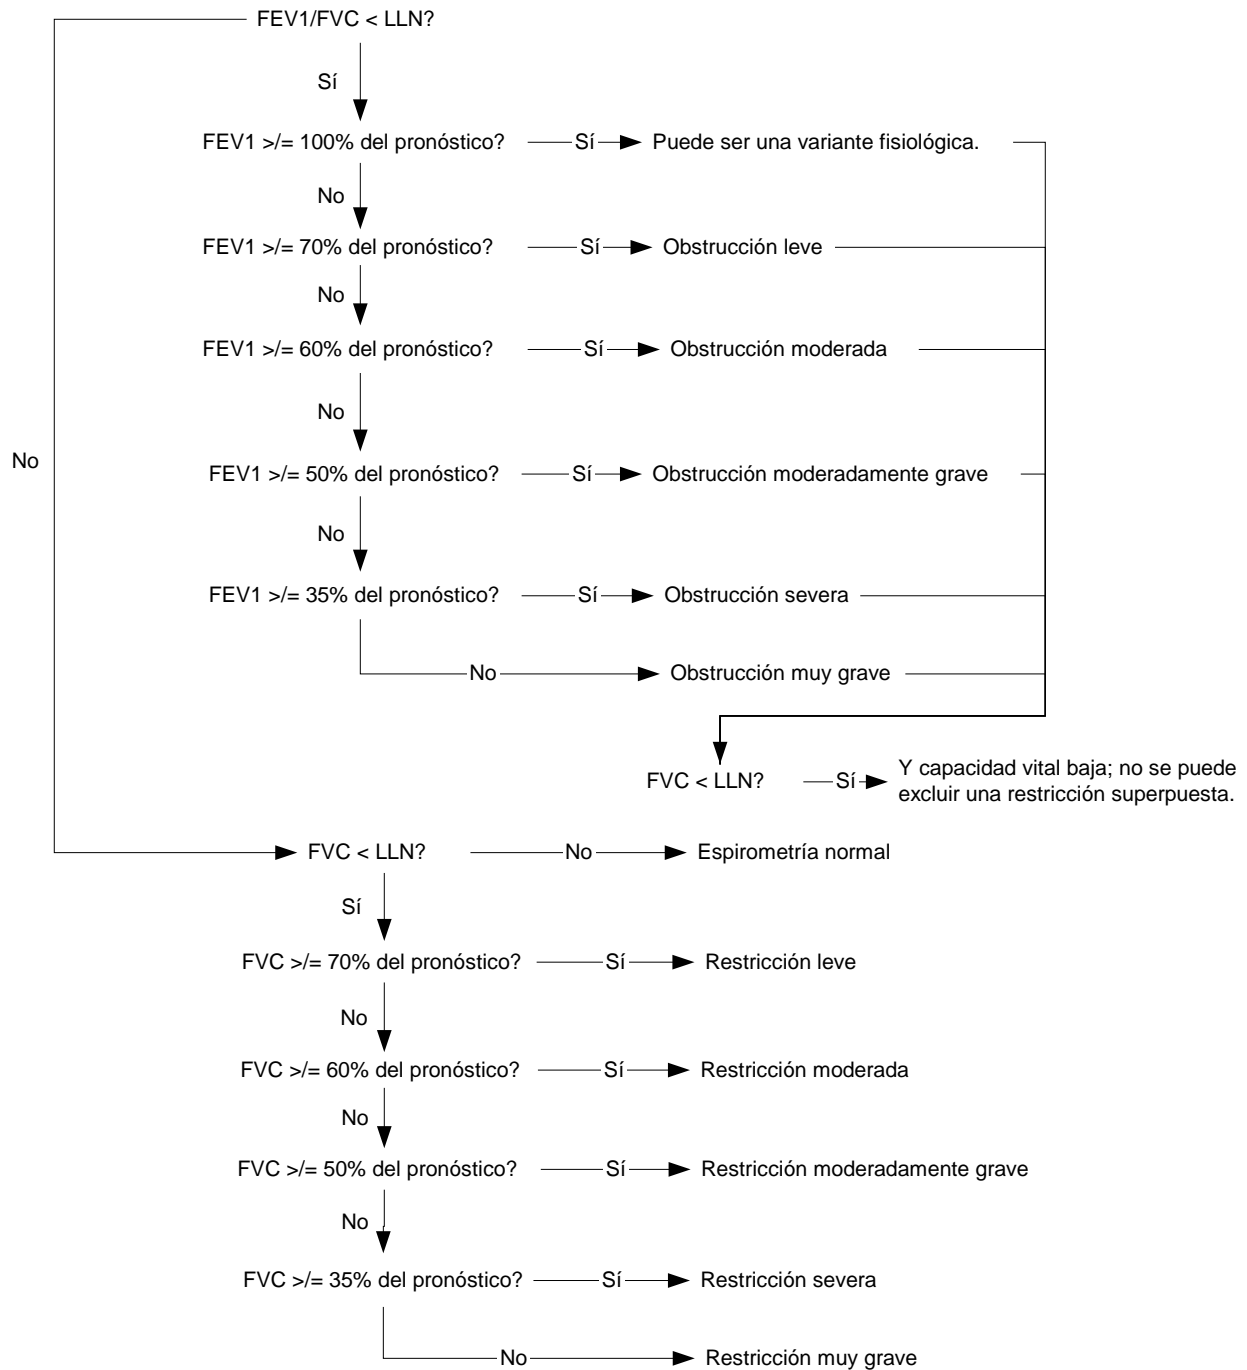 FEV1/FVC < LLN?
Sí
FEV1 >/= 100% del pronóstico? Sí Puede ser una variante fisiológica.
No
FEV1 >/= 70% del pronóstico? Sí Obstrucción leve
No
FEV1 >/= 60% del pronóstico? Sí Obstrucción moderada
No
No
FEV1 >/= 50% del pronóstico? Sí Obstrucción moderadamente grave
No
FEV1 >/= 35% del pronóstico? Sí Obstrucción severa
No Obstrucción muy grave
FVC < LLN? Sí Y capacidad vital baja; no se puede
excluir una restricción superpuesta.
FVC < LLN? No Espirometría normal
Sí
FVC >/= 70% del pronóstico? Sí Restricción leve
No
FVC >/= 60% del pronóstico? Sí Restricción moderada
No
FVC >/= 50% del pronóstico? Sí Restricción moderadamente grave
No
FVC >/= 35% del pronóstico? Sí Restricción severa
No Restricción muy grave